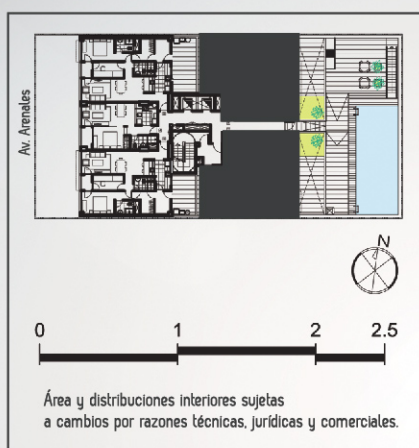 Av. Arenales
N
0 1 2 2.5
Área y distribuciones interiores sujetas
a cambios por razones técnicas, jurídicas y comerciales.